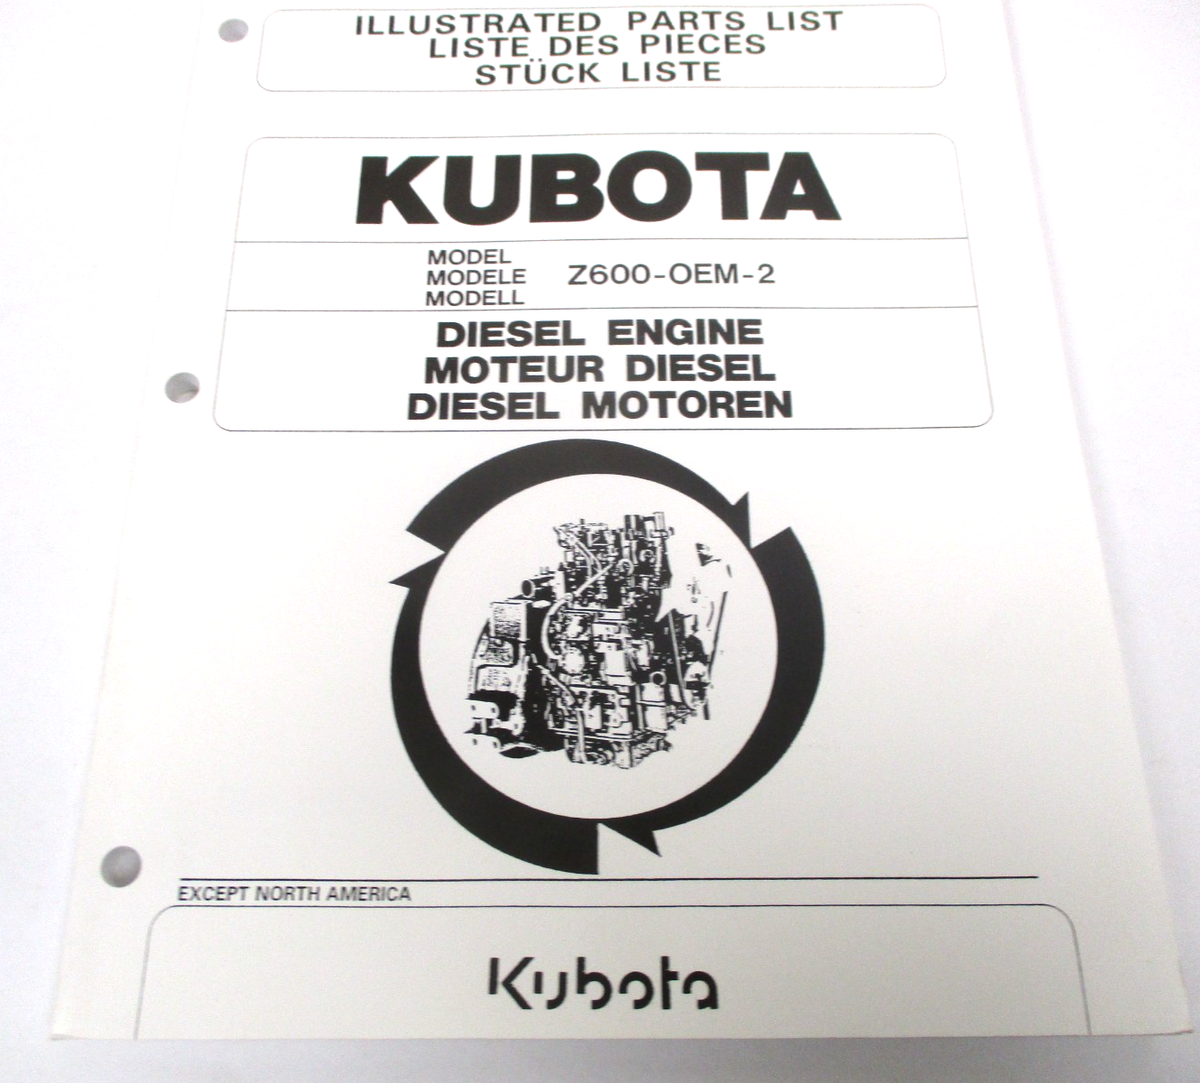 ILLUSTRATED PARTS LIST
LISTE DES PIECES
STÜCK LISTE
KUBOTA
MODEL
MODELE Z600-OEM-2
MODELL
DIESEL ENGINE
MOTEUR DIESEL
DIESEL MOTOREN
EXCEPT NORTH AMERICA
Kubota